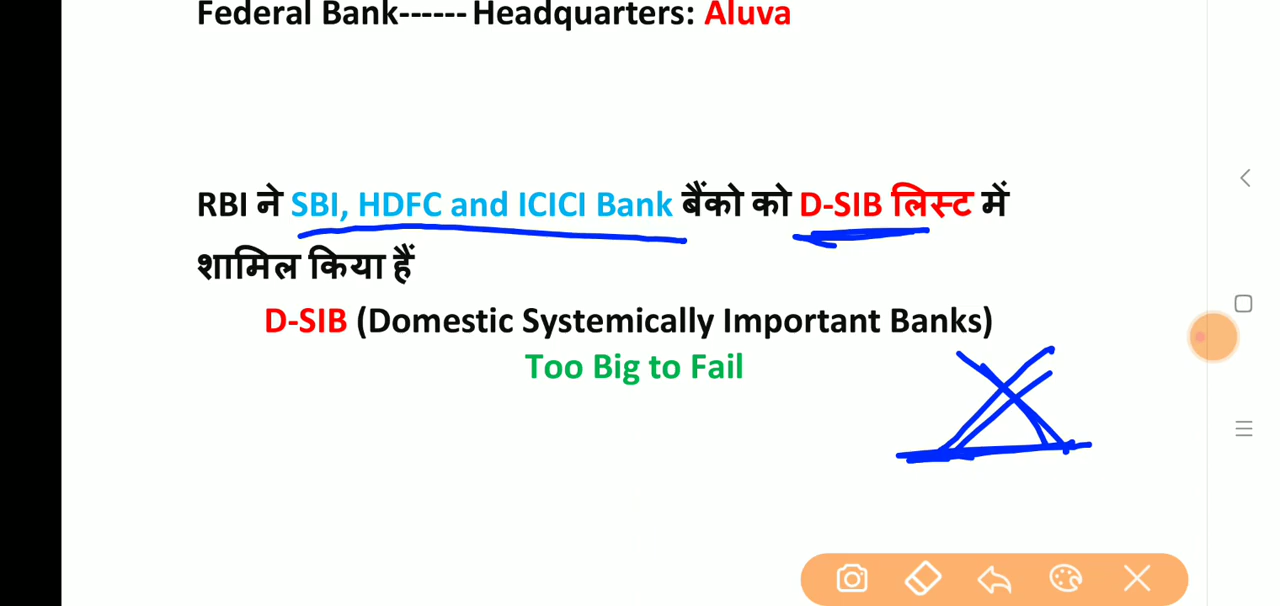 Federal Bank------ Headquarters: Aluva
RBI ने SBI, HDFC and ICICI Bank बैंको को D-SIB लिस्ट में
शामिल किया हैं
D-SIB (Domestic Systemically Important Banks)
Too Big to Fail